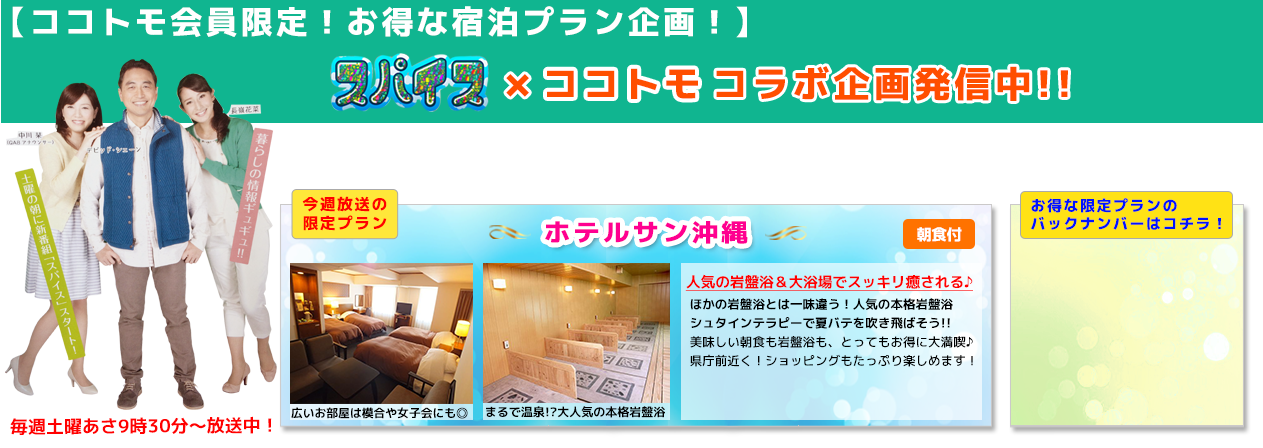 【ココトモ会員限定！お得な宿泊プラン企画！】
スパイス×ココトモ コラボ企画発信中!!
長嶺花菜
中川 栞
(QABアナウンサー)
デビッド・シェーン
暮らしの情報ギュギュ!!
土曜の朝に新番組「スパイス」スタート！
毎週土曜あさ9時30分～放送中！
今週放送の
限定プラン
ホテルサン沖縄
朝食付
人気の岩盤浴＆大浴場でスッキリ癒される♪
ほかの岩盤浴とは一味違う！人気の本格岩盤浴
シュタインテラピーで夏バテを吹き飛ばそう!!
美味しい朝食も岩盤浴も、とってもお得に大満喫♪
県庁前近く！ショッピングもたっぷり楽しめます！
広いお部屋は模合や女子会にも◎
まるで温泉!?大人気の本格岩盤浴
お得な限定プランの
バックナンバーはコチラ！